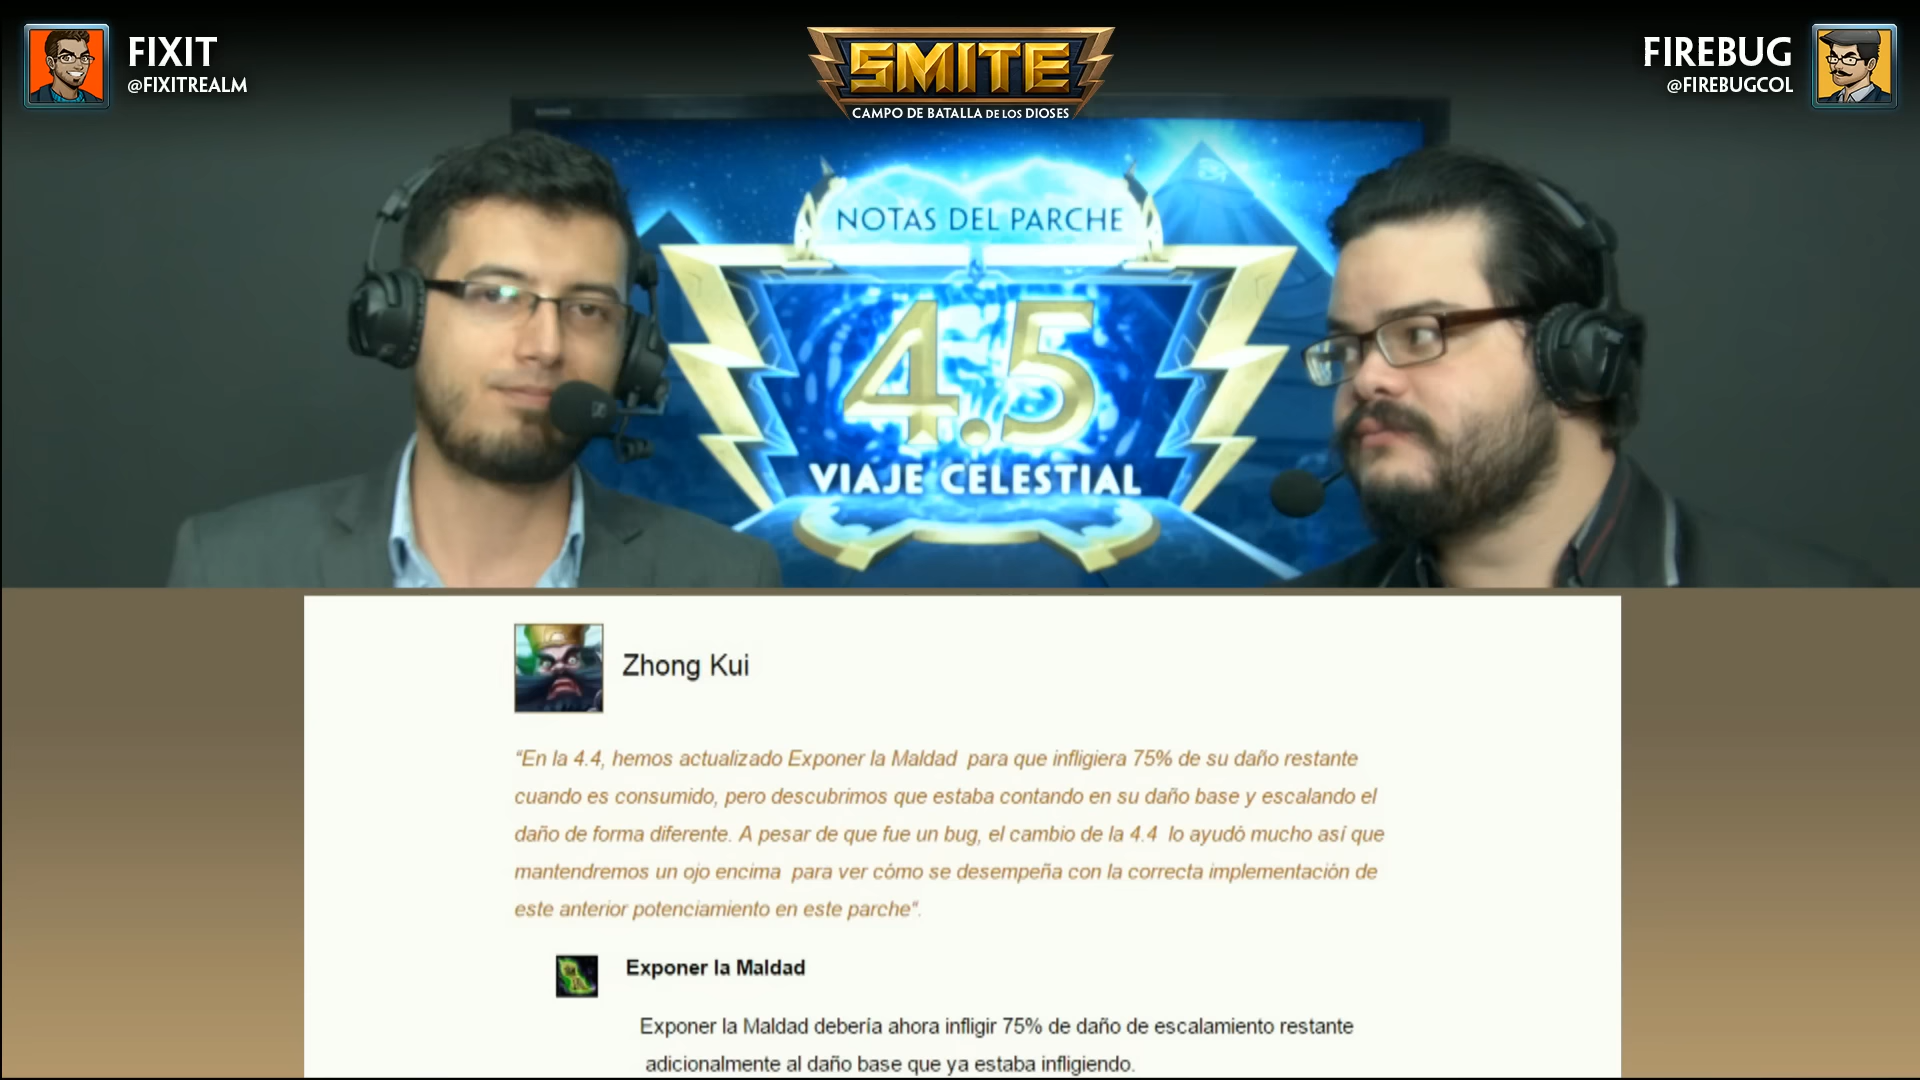 FIXIT
@FIXITREALM
SMITE
CAMPO DE BATALLA DE LOS DIOSES
FIREBUG
@FIREBUGCOL
NOTAS DEL PARCHE
4.5
VIAJE CELESTIAL
Zhong Kui
“En la 4.4, hemos actualizado Exponer la Maldad para que infligiera 75% de su daño restante
cuando es consumido, pero descubrimos que estaba contando en su daño base y escalando el
daño de forma diferente. A pesar de que fue un bug, el cambio de la 4.4 lo ayudó mucho así que
mantendremos un ojo encima para ver cómo se desempeña con la correcta implementación de
este anterior potenciamiento en este parche“.
Exponer la Maldad
Exponer la Maldad debería ahora infligir 75% de daño de escalamiento restante
adicionalmente al daño base que ya estaba infligiendo.